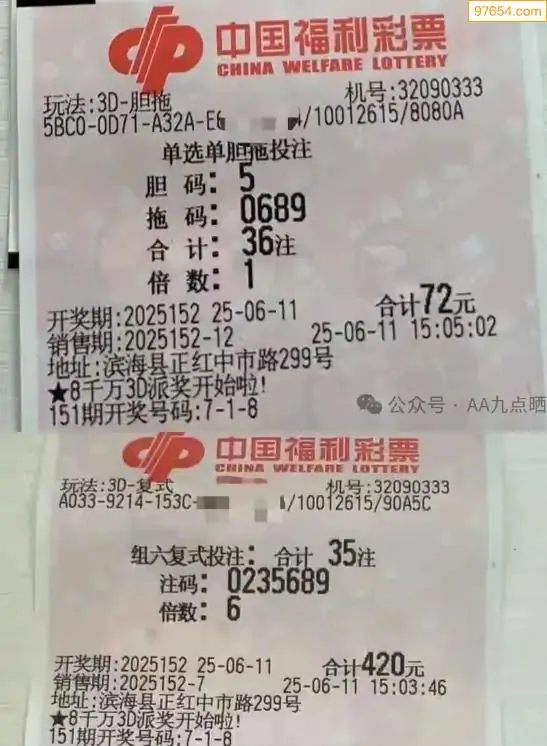 97654.com
中国福利彩票
CHINA WELFARE LOTTERY
玩法:3D-胆拖 机号:32090333
5BC0-0D71-A32A-E6 4/10012615/8080A
单选单胆拖投注
胆 码: 5
拖 码: 0689
合 计: 36注
倍 数: 1
合计72元
开奖期:2025152 25-06-11
销售期:2025152-12 25-06-11 15:05:02
地址:滨海县正红中市路299号
★8千万3D派奖开始啦!
151期开奖号码:7-1-8
公众号 · AA九点晒
中国福利彩票
CHINA WELFARE LOTTERY
玩法:3D-复式 机号:32090333
A033-9214-153C- /10012615/90A5C
组六复式投注: 合计 35注
注码: 0235689
倍数: 6
开奖期:2025152 25-06-11 合计420元
销售期:2025152-7 25-06-11 15:03:46
地址:滨海县正红中市路299号
★8千万3D派奖开始啦!
151期开奖号码:7-1-8